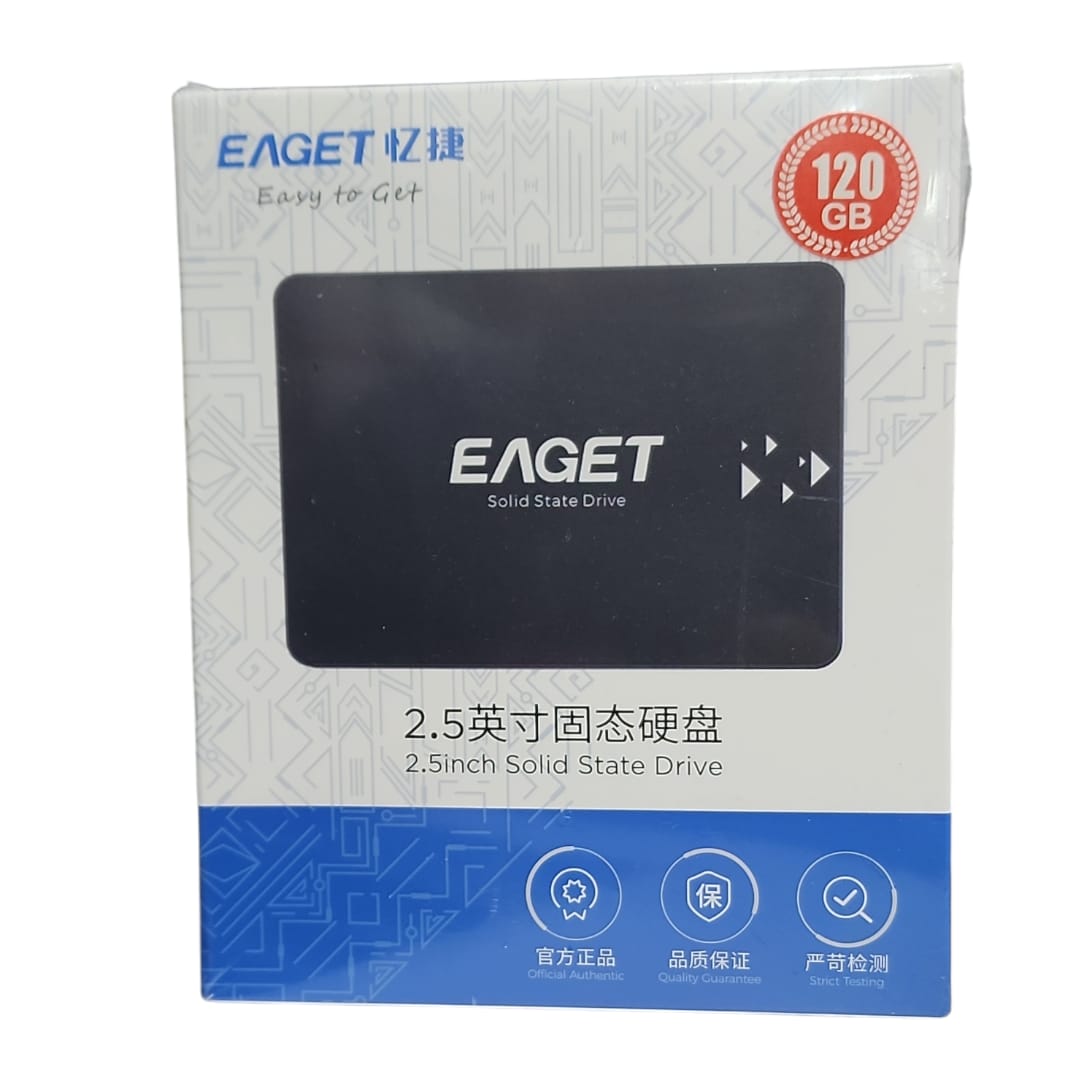 EAGET 忆捷
Easy to Get
120
GB
EAGET
Solid State Drive
2.5英寸固态硬盘
2.5inch Solid State Drive
保
官方正品
Official Authentic
品质保证
Quality Guarantee
严苛检测
Strict Testing